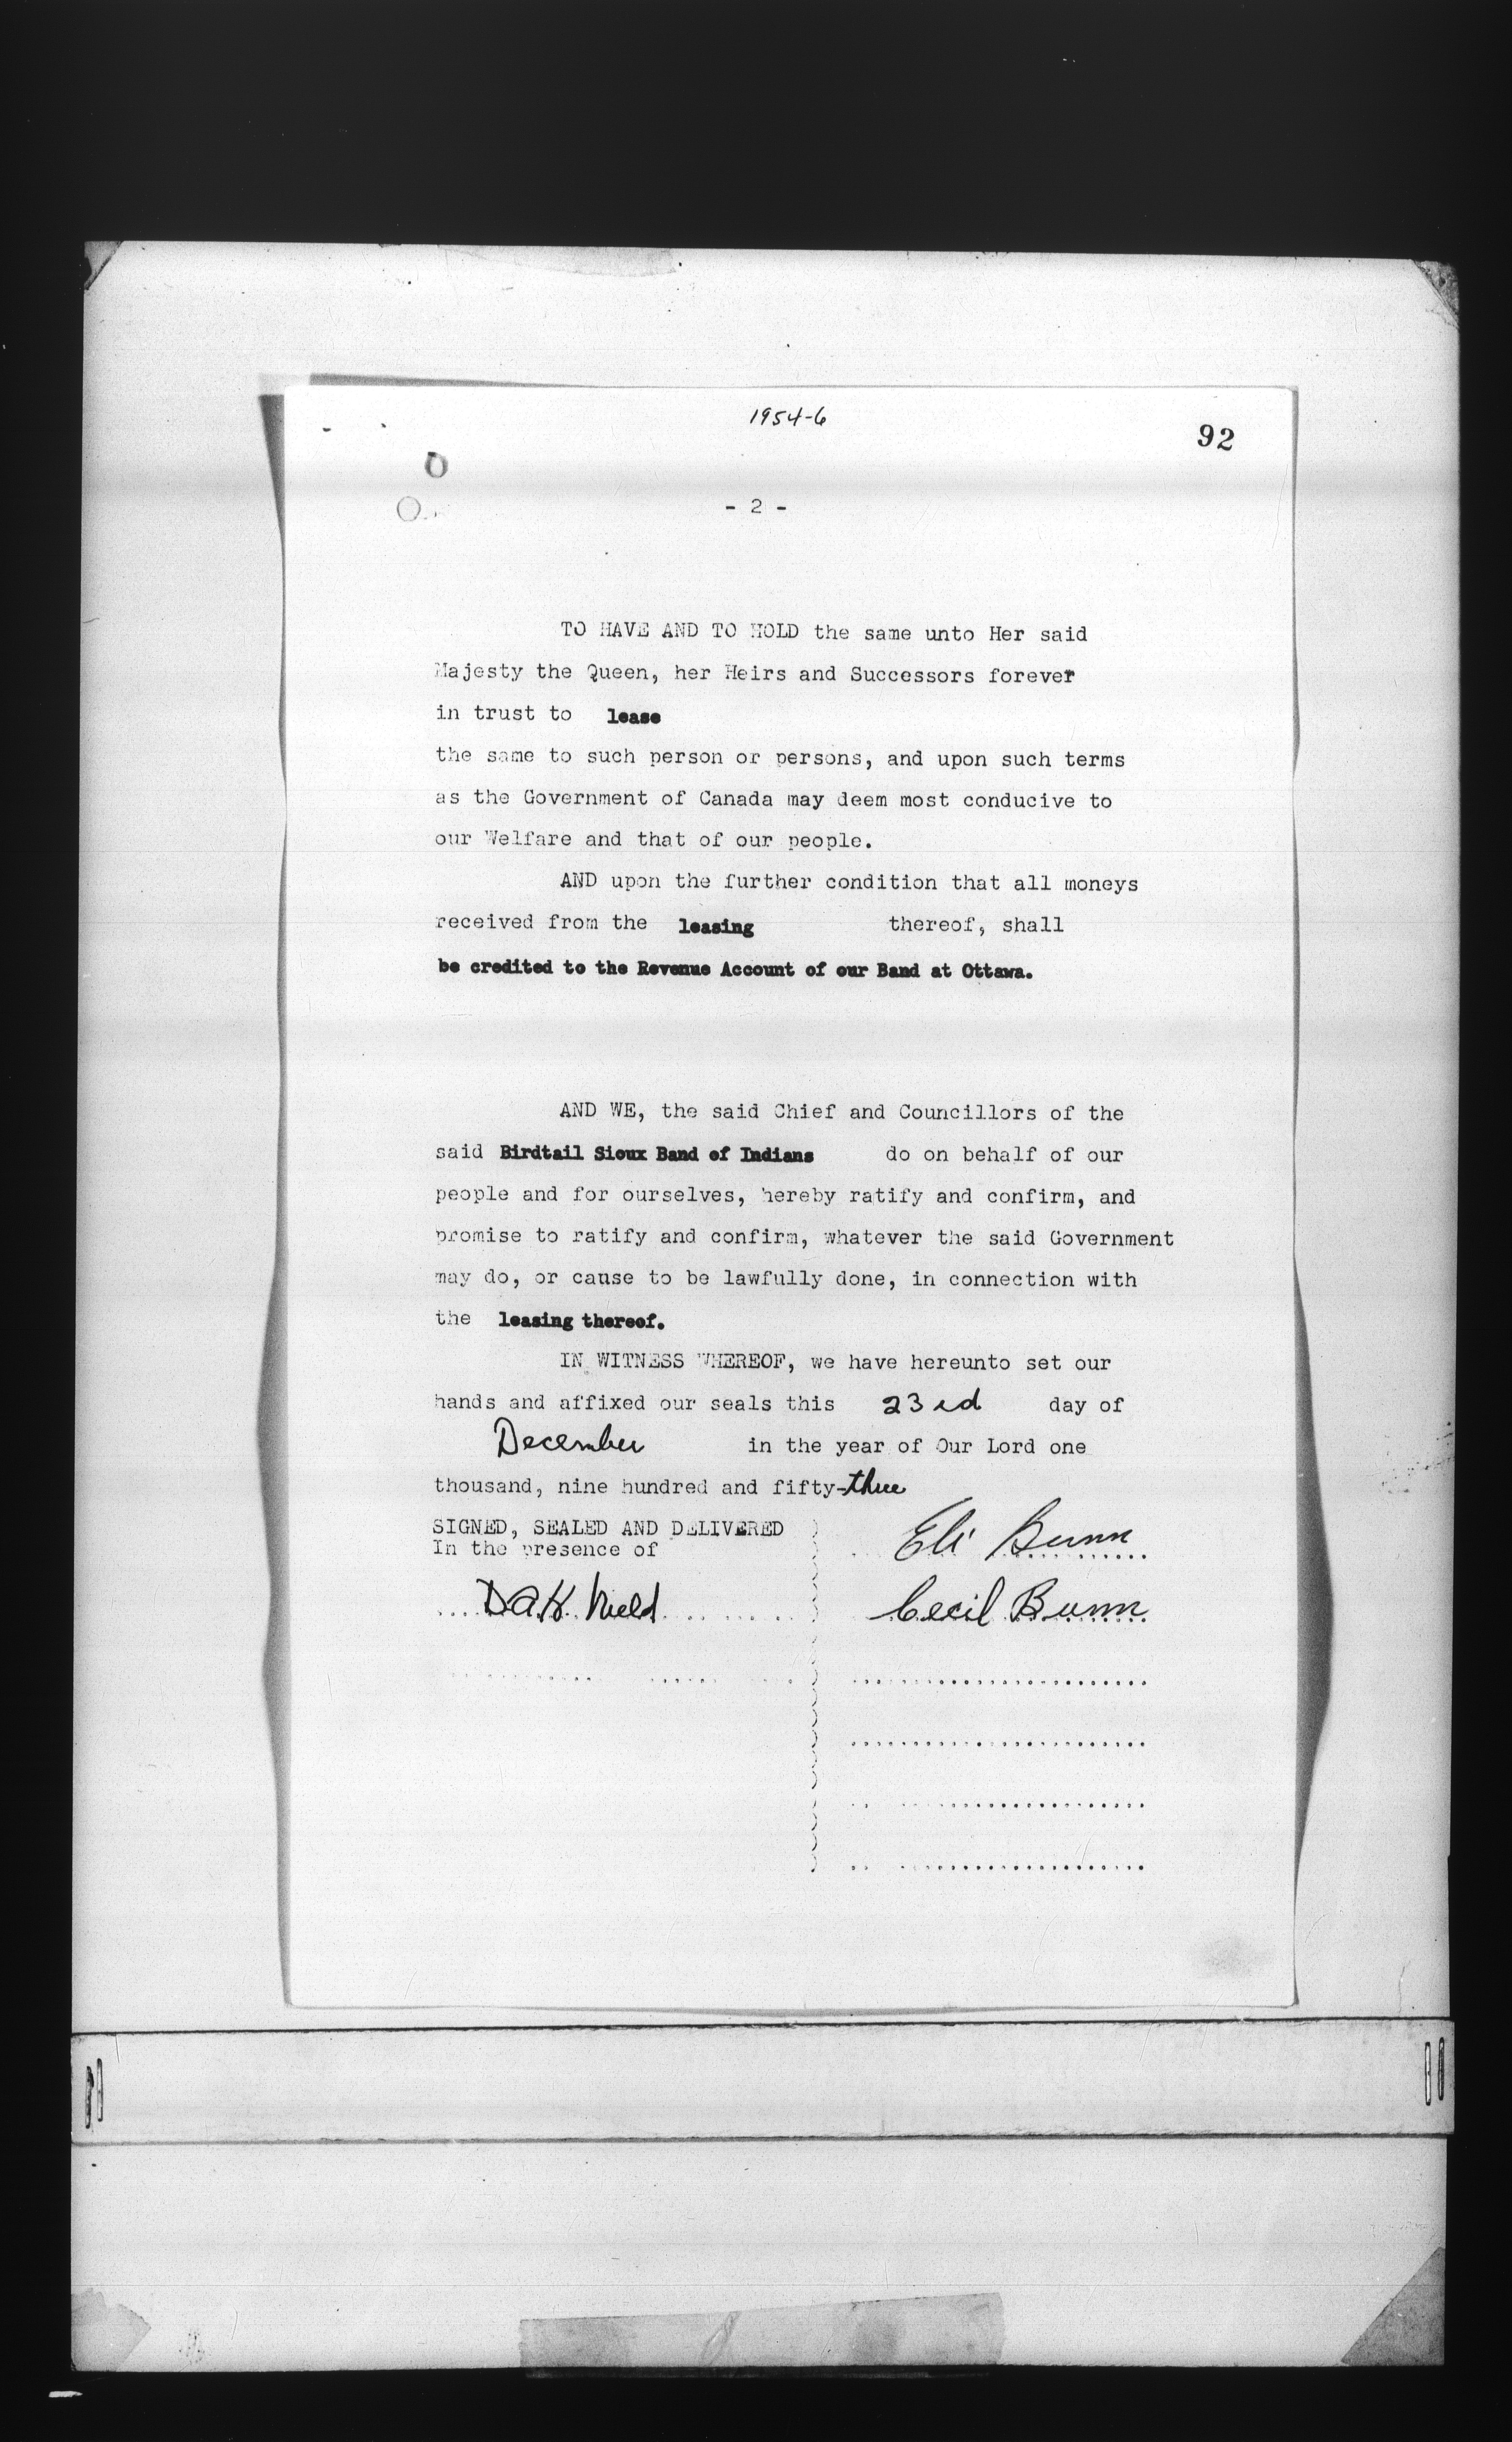 1954-6
92
- 2 -
TO HAVE AND TO HOLD the same unto Her said
Majesty the Queen, her Heirs and Successors forever
in trust to lease
the same to such person or persons, and upon such terms
as the Government of Canada may deem most conducive to
our Welfare and that of our people.
AND upon the further condition that all moneys
received from the leasing thereof, shall
be credited to the Revenue Account of our Band at Ottawa.
AND WE, the said Chief and Councillors of the
said Birdtail Sioux Band of Indians do on behalf of our
people and for ourselves, hereby ratify and confirm, and
promise to ratify and confirm, whatever the said Government
may do, or cause to be lawfully done, in connection with
the leasing thereof.
IN WITNESS WHEREOF, we have hereunto set our
hands and affixed our seals this 23rd day of
December in the year of Our Lord one
thousand, nine hundred and fifty-three
SIGNED, SEALED AND DELIVERED
In the presence of
Eli Bunn
Cecil Bunn